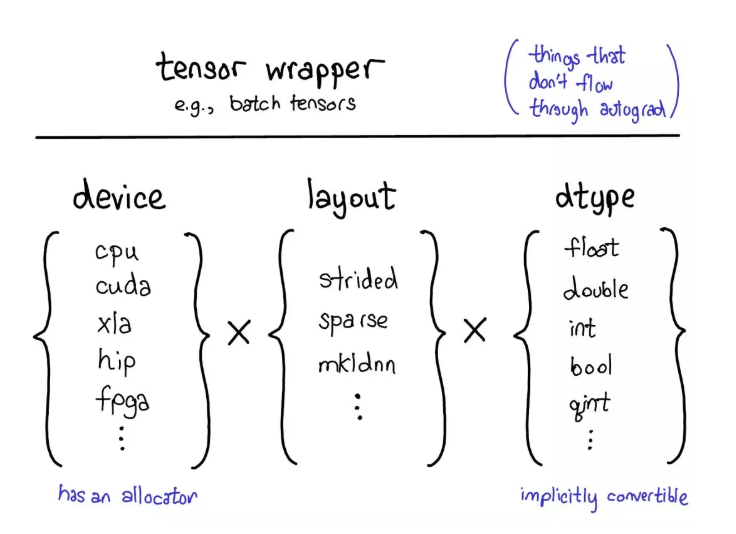 tensor wrapper
e.g., batch tensors
things that
don't flow
through autograd
device
cpu
cuda
xla
hip
fpga
⋮
has an allocator
×
layout
strided
sparse
mkldnn
⋮
×
dtype
float
double
int
bool
qint
⋮
implicitly convertible